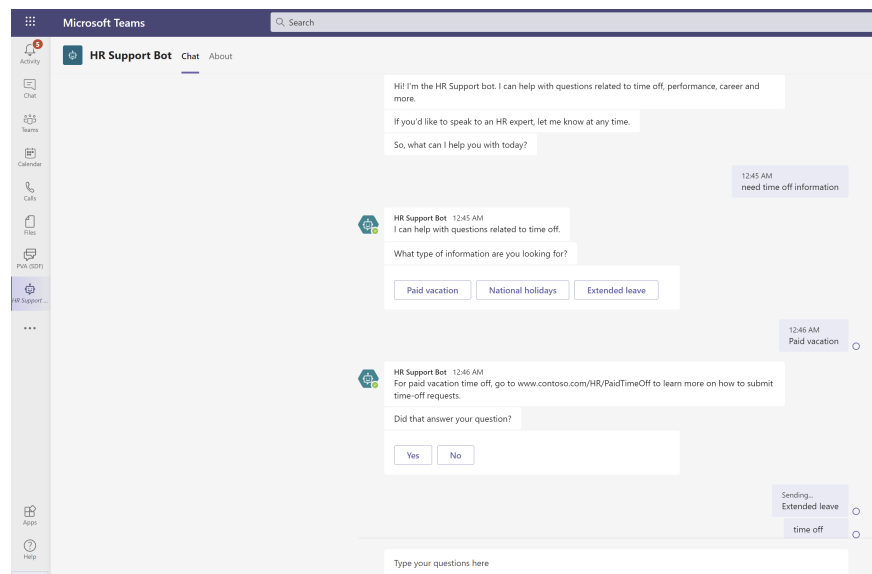 Microsoft Teams
Search
5
Activity
Chat
Teams
Calendar
Calls
Files
PVA (SDF)
HR Support ...
Apps
Help
HR Support Bot Chat About
Hi! I'm the HR Support bot. I can help with questions related to time off, performance, career and
more.
If you'd like to speak to an HR expert, let me know at any time.
So, what can I help you with today?
12:45 AM
need time off information
HR Support Bot 12:45 AM
I can help with questions related to time off.
What type of information are you looking for?
Paid vacation National holidays Extended leave
12:46 AM
Paid vacation
HR Support Bot 12:46 AM
For paid vacation time off, go to www.contoso.com/HR/PaidTimeOff to learn more on how to submit
time-off requests.
Did that answer your question?
Yes No
Sending...
Extended leave
time off
Type your questions here